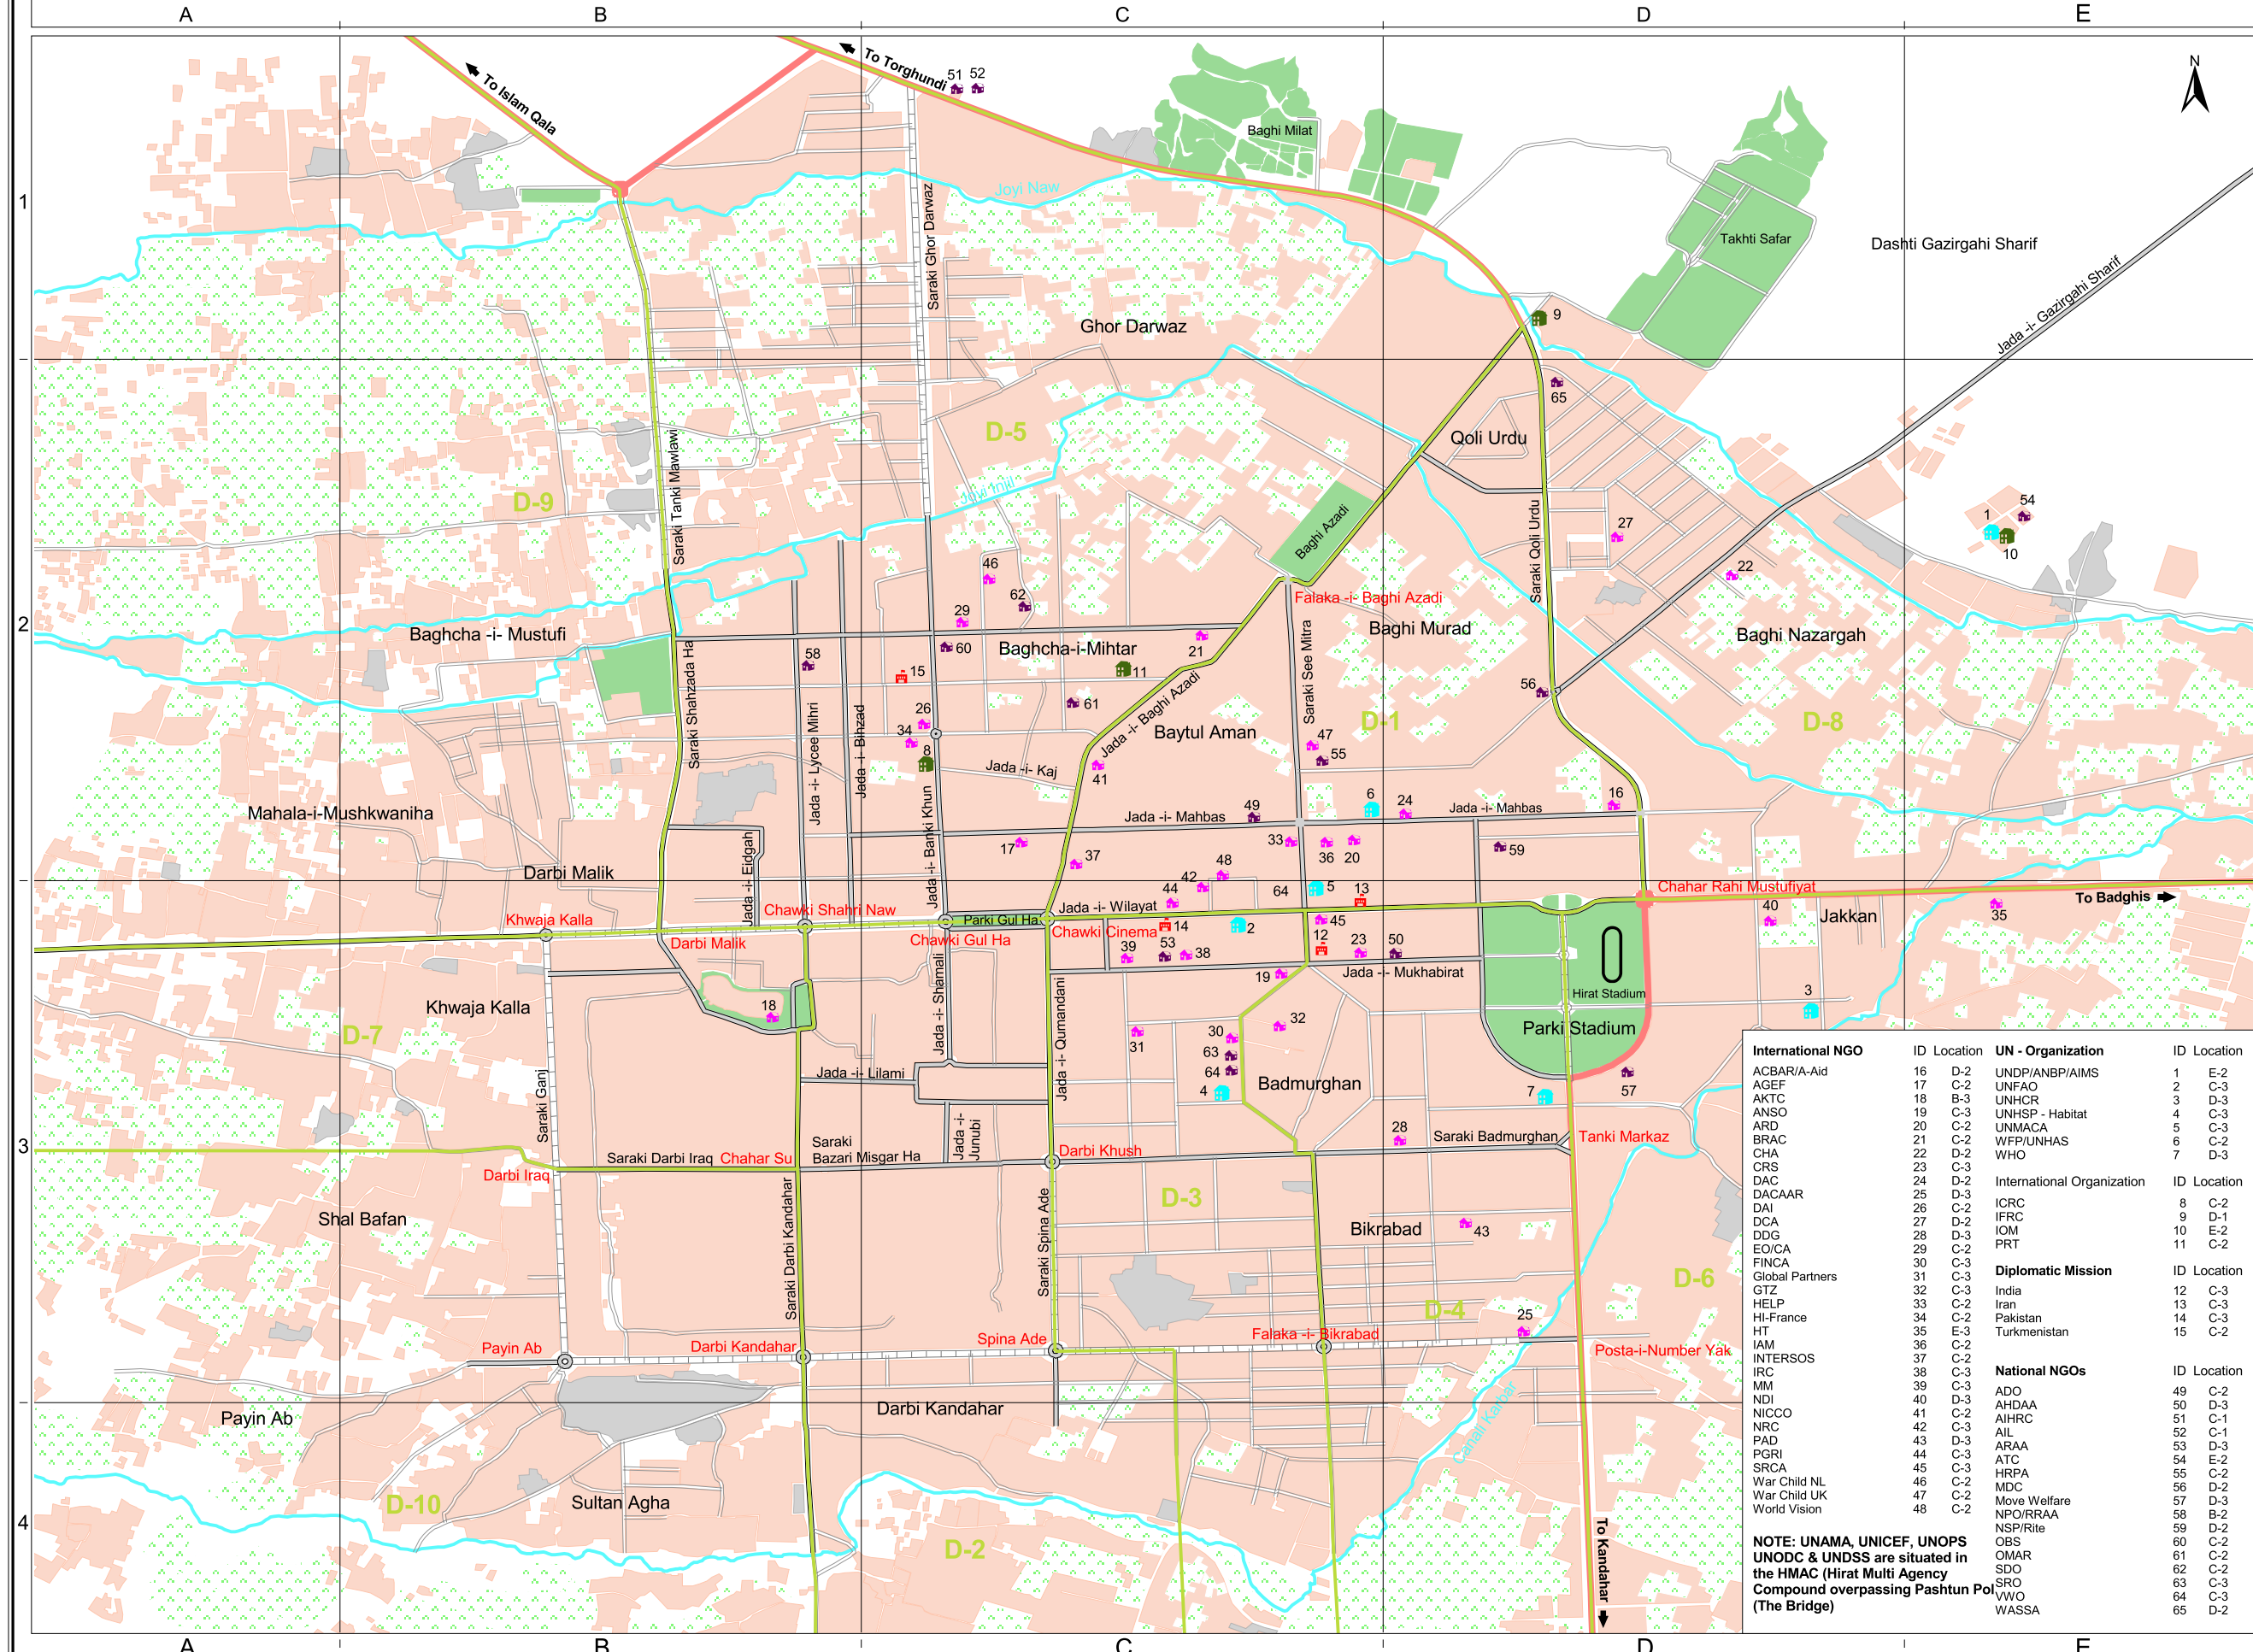 A B C D E
N
To Torghundi
51 52
To Islam Qala
Baghi Milat
Joyi Naw
1
Saraki Ghor Darwaz
Takhti Safar
Dashti Gazirgahi Sharif
Jada -i- Gazirgahi Sharif
Ghor Darwaz
9
65
D-5
Qoli Urdu
Saraki Tanki Mawlawi
D-9
Joyi Injil
Baghi Azadi
Saraki Qoli Urdu
27
1
54
10
46
62
22
29
Falaka -i- Baghi Azadi
2
Baghcha -i- Mustufi
Baghcha-i-Mihtar
Baghi Murad
Baghi Nazargah
60
21
58
15
11
Saraki Shahzada Ha
Saraki See Mitra
56
61
26
34
8
Jada -i- Lycee Mihri
Jada -i- Bihzad
Jada -i- Baghi Azadi
Baytul Aman
D-1
D-8
47
55
Jada -i- Kaj
41
Mahala-i-Mushkwaniha
Jada -i- Banki Khun
Jada -i- Mahbas
49
6
24
Jada -i- Mahbas
16
17
37
33
36
20
59
Jada -i- Eidgah
Darbi Malik
48
42
44
64
5
13
Chahar Rahi Mustufiyat
Khwaja Kalla
Chawki Shahri Naw
Parki Gul Ha
Jada -i- Wilayat
To Badghis
40
Jakkan
35
Darbi Malik
Chawki Gul Ha
Chawki Cinema
14
2
45
12
39
53
38
23
50
19
Jada -i- Mukhabirat
Hirat Stadium
3
Khwaja Kalla
18
Jada -i- Shamali
Jada -i- Qumandani
Parki Stadium
D-7
31
30
32
63
64
4
Badmurghan
7
57
Jada -i- Lilami
Saraki Ganj
Jada -i-
Junubi
3
28
Saraki Badmurghan
Tanki Markaz
Saraki Darbi Iraq
Chahar Su
Saraki
Bazari Misgar Ha
Darbi Khush
Darbi Iraq
Shal Bafan
Saraki Darbi Kandahar
Saraki Spina Ade
D-3
Bikrabad
43
D-6
D-4
25
Payin Ab
Darbi Kandahar
Spina Ade
Falaka -i- Bikrabad
Posta-i-Number Yak
Payin Ab
Darbi Kandahar
Canali Karbar
D-10
Sultan Agha
4
D-2
To Kandahar
International NGO ID Location
ACBAR/A-Aid 16 D-2
AGEF 17 C-2
AKTC 18 B-3
ANSO 19 C-3
ARD 20 C-2
BRAC 21 C-2
CHA 22 D-2
CRS 23 C-3
DAC 24 D-2
DACAAR 25 D-3
DAI 26 C-2
DCA 27 D-2
DDG 28 D-3
EO/CA 29 C-2
FINCA 30 C-3
Global Partners 31 C-3
GTZ 32 C-3
HELP 33 C-2
HI-France 34 C-2
HT 35 E-3
IAM 36 C-2
INTERSOS 37 C-2
IRC 38 C-3
MM 39 C-3
NDI 40 D-3
NICCO 41 C-2
NRC 42 C-3
PAD 43 D-3
PGRI 44 C-3
SRCA 45 C-3
War Child NL 46 C-2
War Child UK 47 C-2
World Vision 48 C-2
NOTE: UNAMA, UNICEF, UNOPS
UNODC & UNDSS are situated in
the HMAC (Hirat Multi Agency
Compound overpassing Pashtun Pol
(The Bridge)
UN - Organization ID Location
UNDP/ANBP/AIMS 1 E-2
UNFAO 2 C-3
UNHCR 3 D-3
UNHSP - Habitat 4 C-3
UNMACA 5 C-3
WFP/UNHAS 6 C-2
WHO 7 D-3
International Organization ID Location
ICRC 8 C-2
IFRC 9 D-1
IOM 10 E-2
PRT 11 C-2
Diplomatic Mission ID Location
India 12 C-3
Iran 13 C-3
Pakistan 14 C-3
Turkmenistan 15 C-2
National NGOs ID Location
ADO 49 C-2
AHDAA 50 D-3
AIHRC 51 C-1
AIL 52 C-1
ARAA 53 D-3
ATC 54 E-2
HRPA 55 C-2
MDC 56 D-2
Move Welfare 57 D-3
NPO/RRAA 58 B-2
NSP/Rite 59 D-2
OBS 60 C-2
OMAR 61 C-2
SDO 62 C-2
SRO 63 C-3
VWO 64 C-3
WASSA 65 D-2
A B C D E